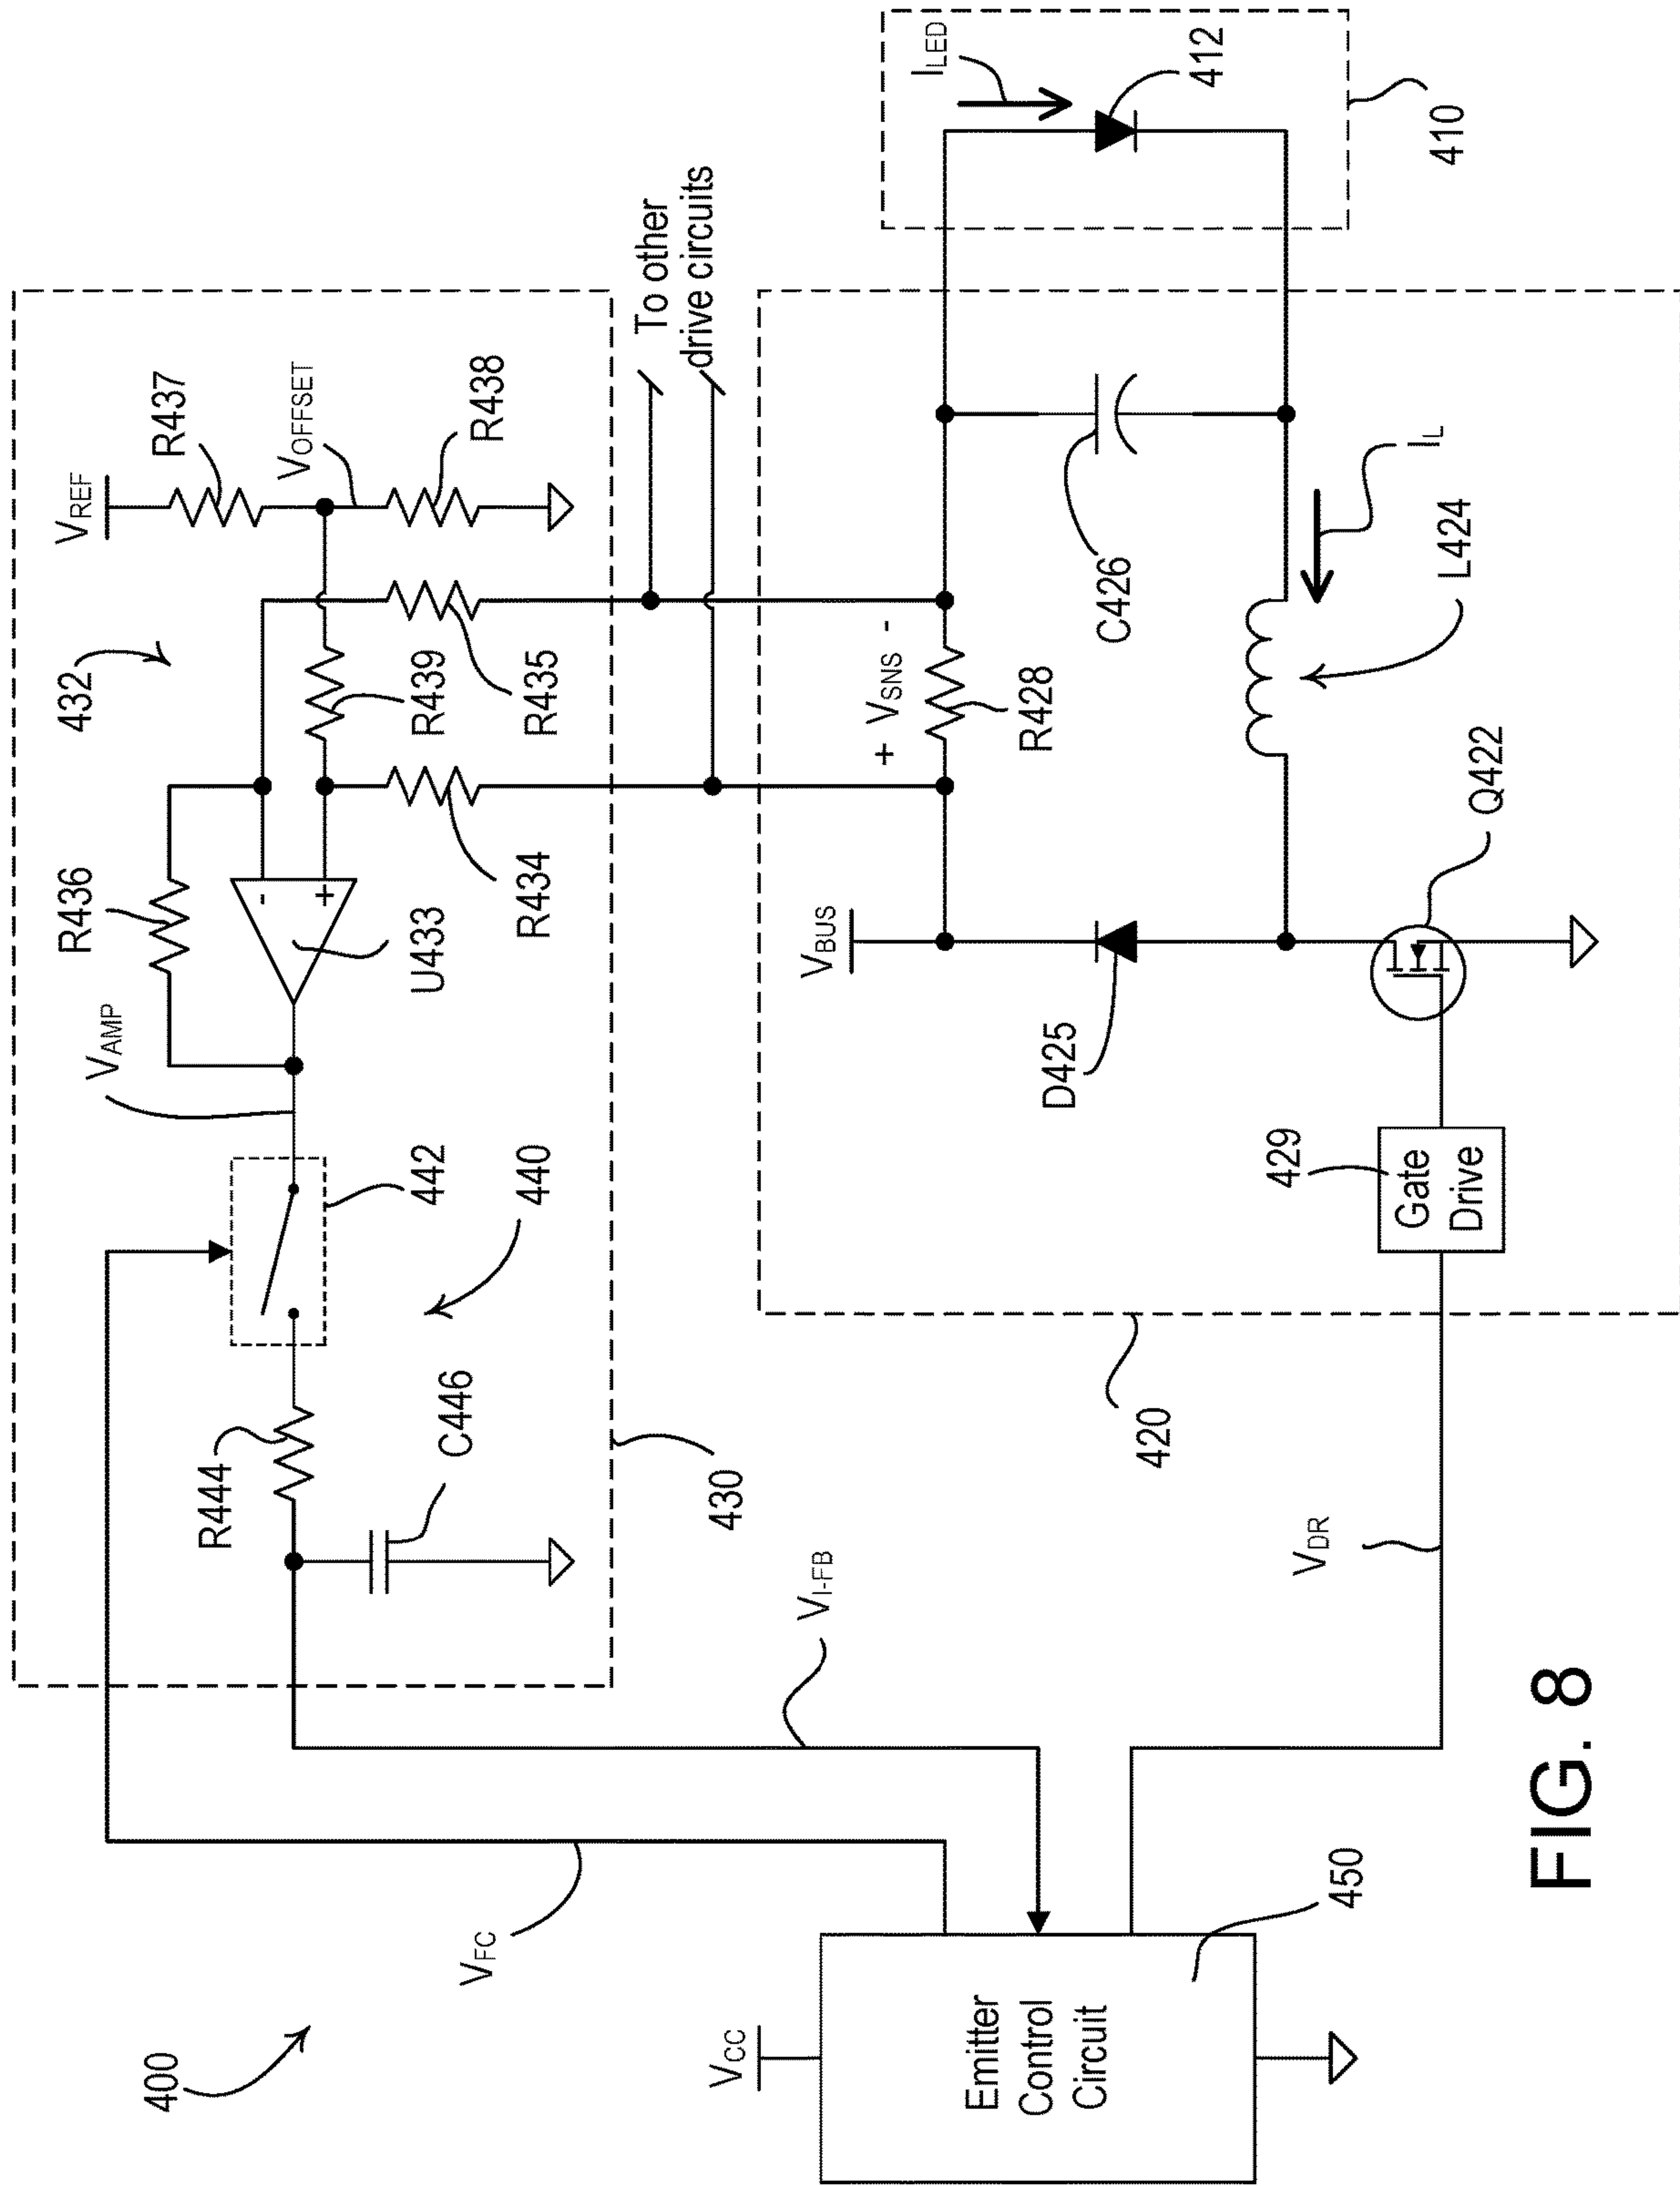 400
VCC
Emitter
Control
Circuit
450
VFC
VI-FB
VDR
R444
C446
430
442
440
VAMP
R436
U433
R434
432
R439
R435
VREF
R437
VOFFSET
R438
-
+
To other
drive circuits
420
429
Gate
Drive
D425
VBUS
Q422
+ VSNS -
R428
C426
L424
IL
ILED
412
410
FIG. 8